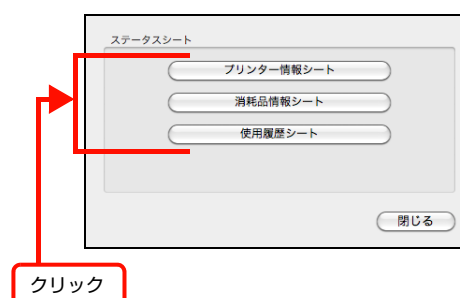 ステータスシート
プリンター情報シート
消耗品情報シート
使用履歴シート
閉じる
クリック